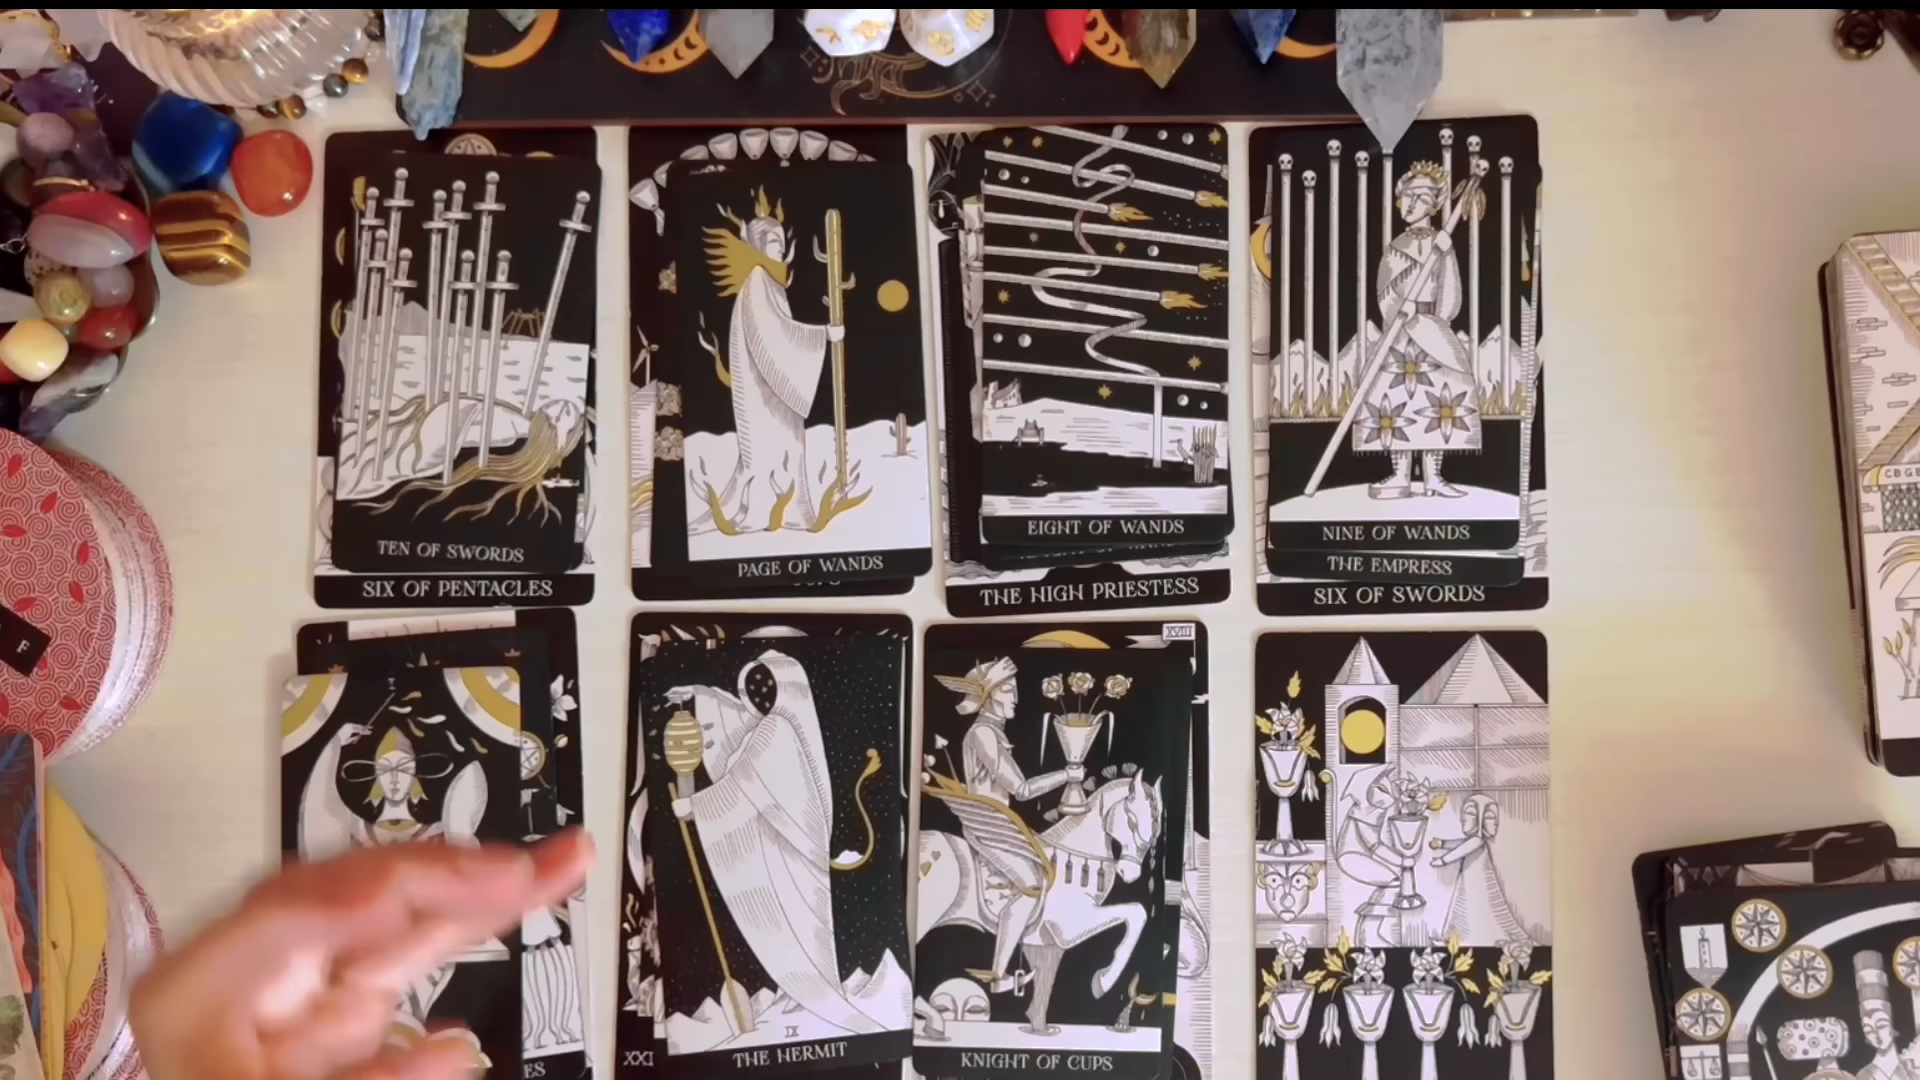 TEN OF SWORDS
SIX OF PENTACLES
PAGE OF WANDS
EIGHT OF WANDS
THE HIGH PRIESTESS
NINE OF WANDS
THE EMPRESS
SIX OF SWORDS
XVIII
I
ES
XXI
IX
THE HERMIT
KNIGHT OF CUPS
F